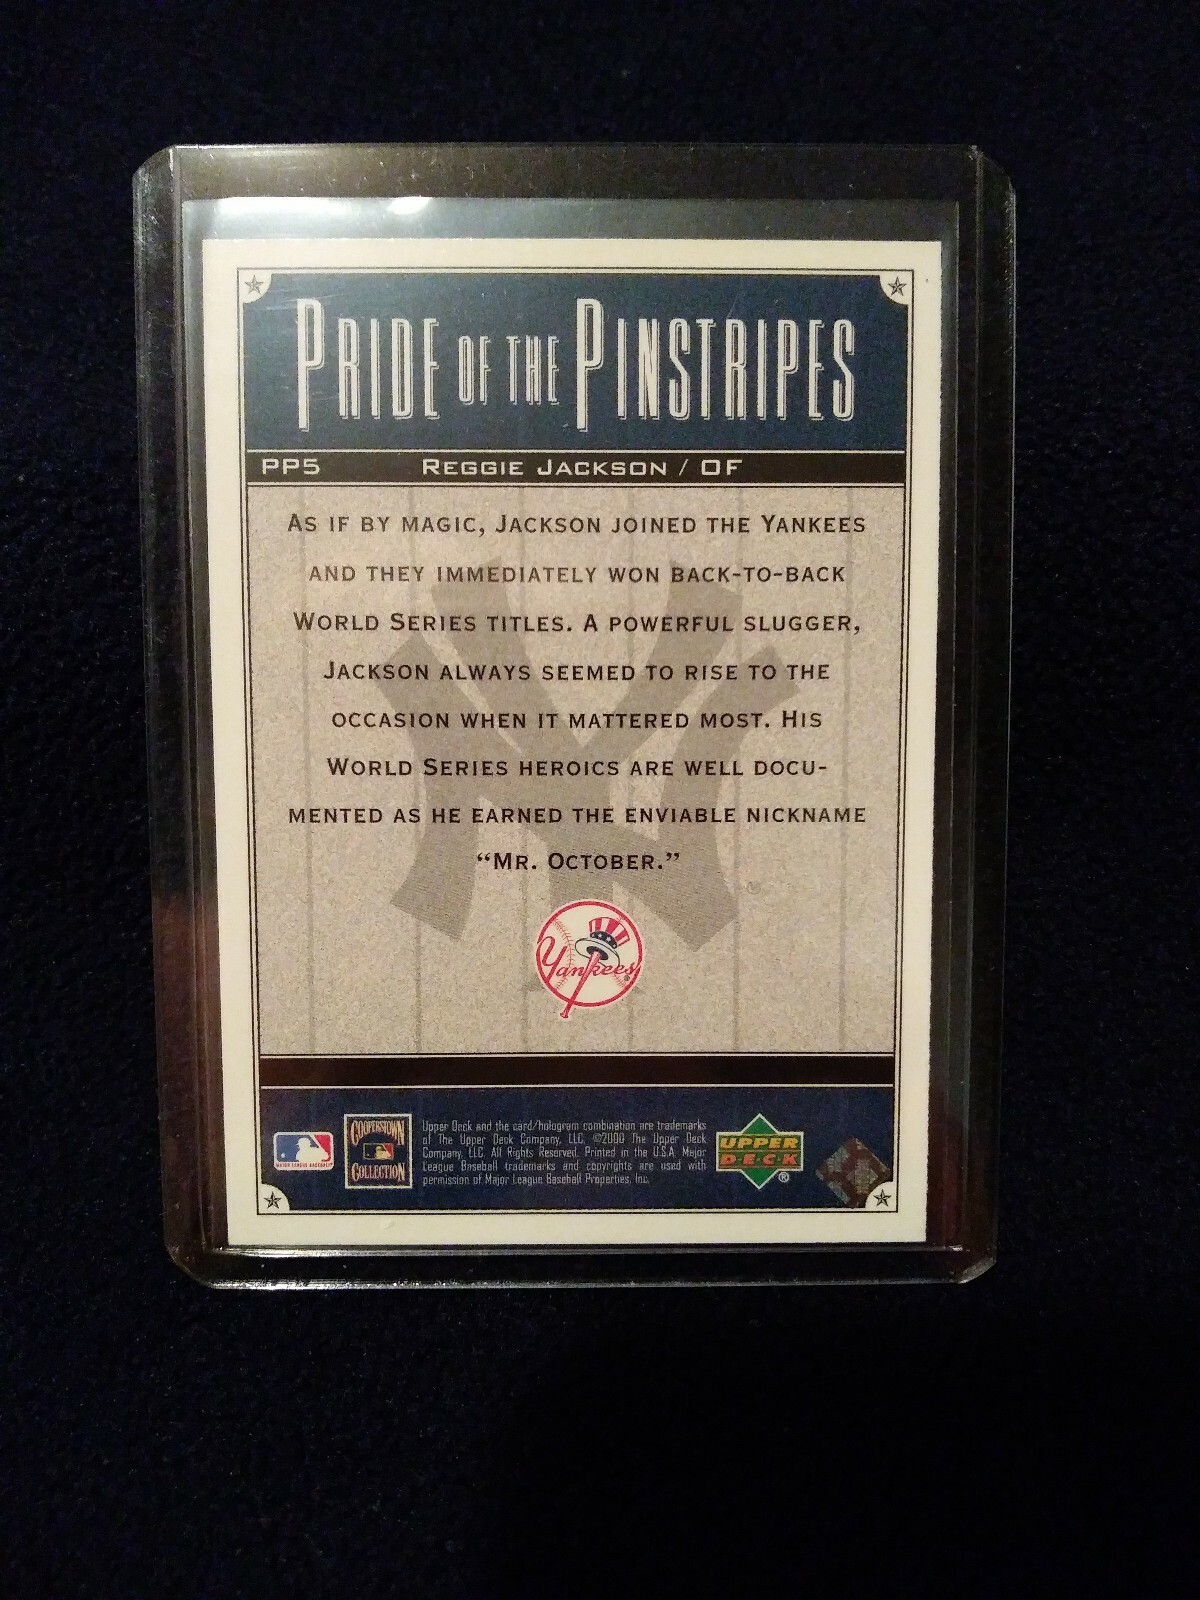 PRIDE OF THE PINSTRIPES
PP5 REGGIE JACKSON / OF
AS IF BY MAGIC, JACKSON JOINED THE YANKEES
AND THEY IMMEDIATELY WON BACK-TO-BACK
WORLD SERIES TITLES. A POWERFUL SLUGGER,
JACKSON ALWAYS SEEMED TO RISE TO THE
OCCASION WHEN IT MATTERED MOST. HIS
WORLD SERIES HEROICS ARE WELL DOCU-
MENTED AS HE EARNED THE ENVIABLE NICKNAME
“MR. OCTOBER.”
NY ®
Yankees ®
MAJOR LEAGUE BASEBALL
COOPERSTOWN
COLLECTION
Upper Deck and the card/hologram combination are trademarks
of The Upper Deck Company, LLC. ©2000 The Upper Deck
Company, LLC. All Rights Reserved. Printed in the U.S.A. Major
League Baseball trademarks and copyrights are used with
permission of Major League Baseball Properties, Inc.
UPPER
D·E·C·K ®